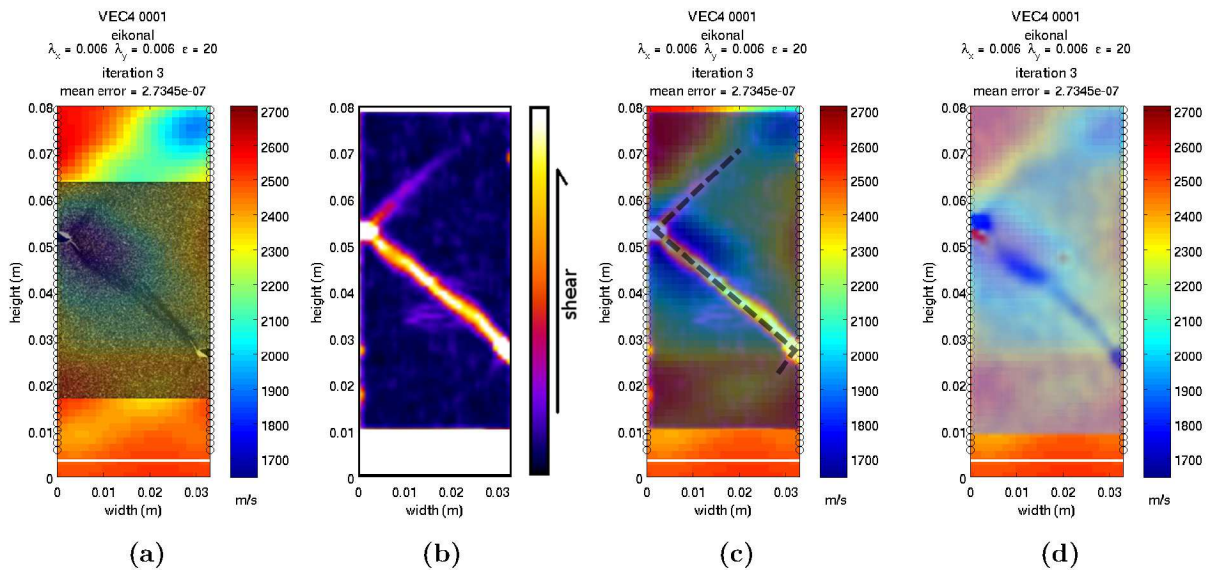 VEC4 0001
eikonal
λx = 0.006 λy = 0.006 ε = 20
iteration 3
mean error = 2.7345e-07
0.08
0.07
0.06
0.05
0.04
0.03
0.02
0.01
0
height (m)
0 0.01 0.02 0.03
width (m)
2700
2600
2500
2400
2300
2200
2100
2000
1900
1800
1700
m/s
(a)
0.08
0.07
0.06
0.05
0.04
0.03
0.02
0.01
0
height (m)
0 0.01 0.02 0.03
width (m)
shear
(b)
VEC4 0001
eikonal
λx = 0.006 λy = 0.006 ε = 20
iteration 3
mean error = 2.7345e-07
0.08
0.07
0.06
0.05
0.04
0.03
0.02
0.01
0
height (m)
0 0.01 0.02 0.03
width (m)
2700
2600
2500
2400
2300
2200
2100
2000
1900
1800
1700
m/s
(c)
VEC4 0001
eikonal
λx = 0.006 λy = 0.006 ε = 20
iteration 3
mean error = 2.7345e-07
0.08
0.07
0.06
0.05
0.04
0.03
0.02
0.01
0
height (m)
0 0.01 0.02 0.03
width (m)
2700
2600
2500
2400
2300
2200
2100
2000
1900
1800
1700
m/s
(d)